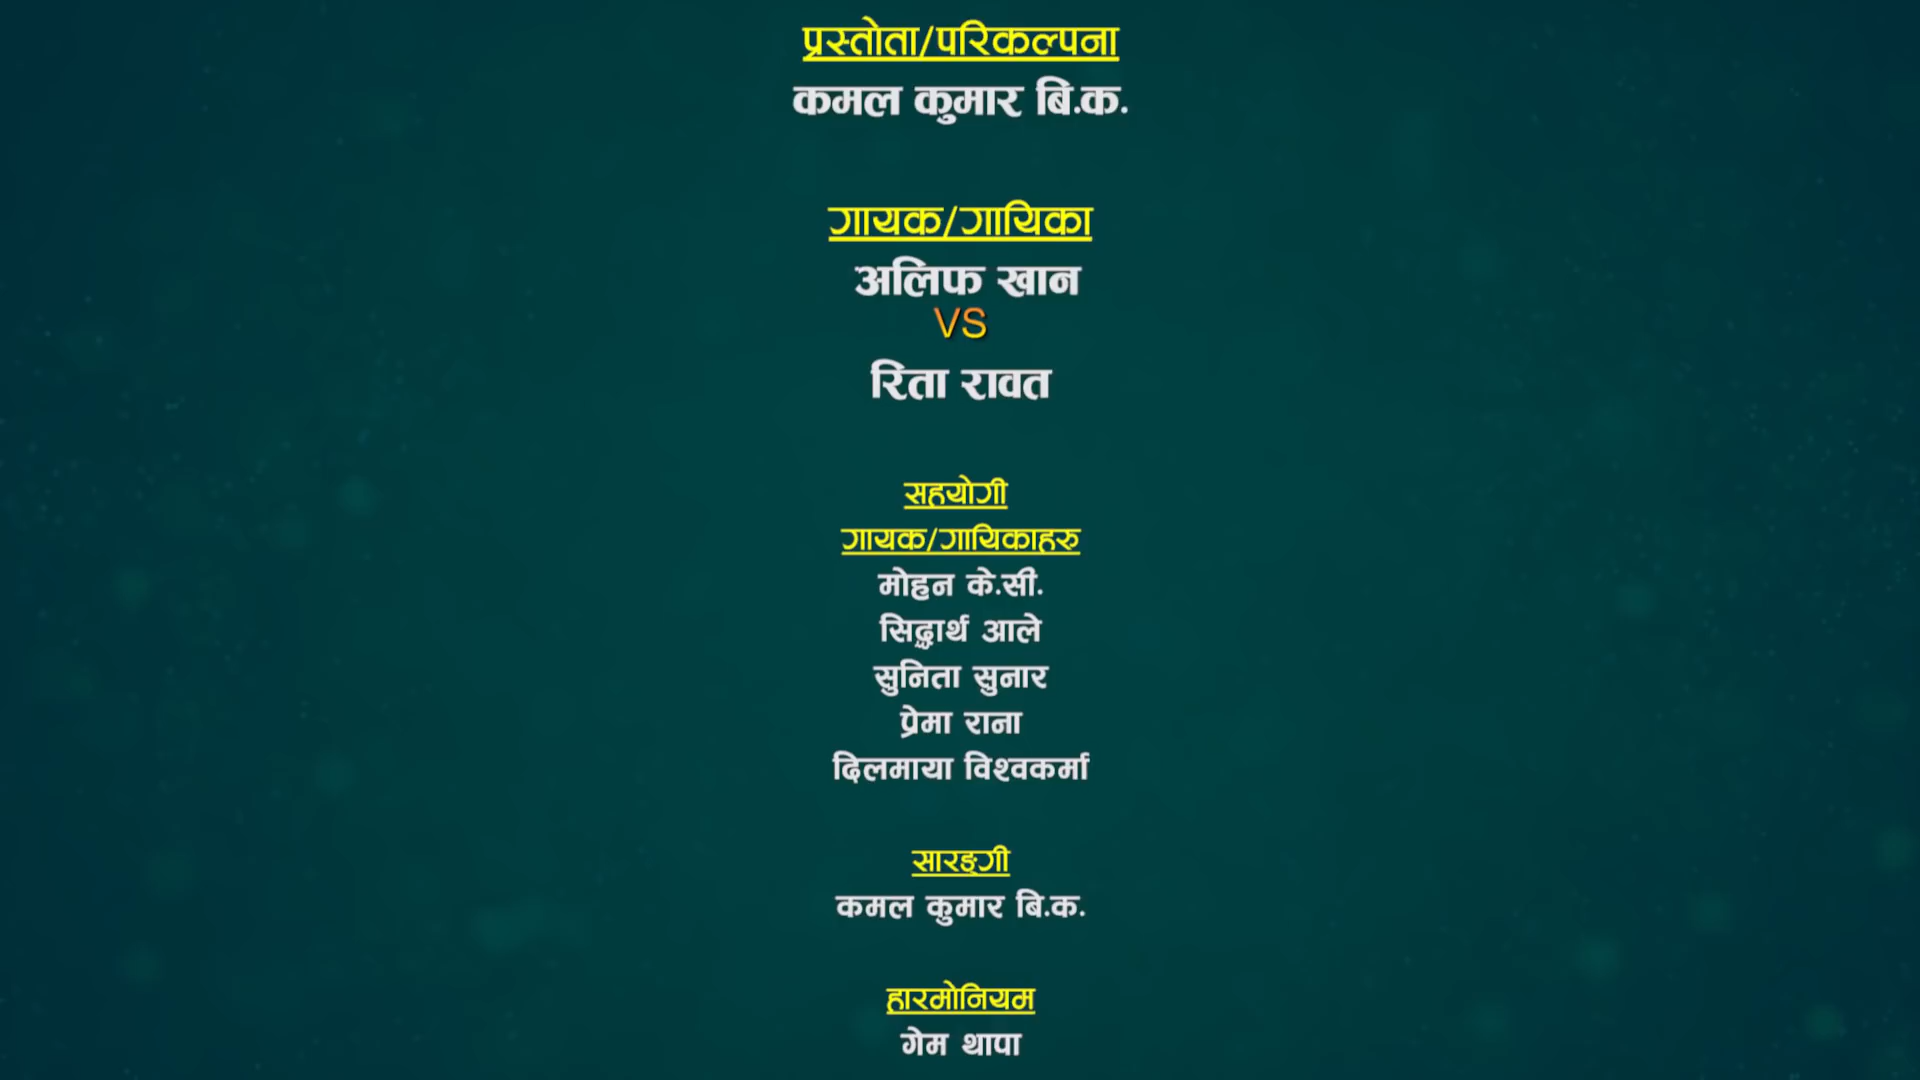 प्रस्तोता/परिकल्पना
कमल कुमार बि.क.
गायक/गायिका
अलिफ खान
VS
रिता रावत
सहयोगी
गायक/गायिकाहरु
मोहन के.सी.
सिद्धार्थ आले
सुनिता सुनार
प्रेमा राना
दिलमाया विश्वकर्मा
सारङ्गी
कमल कुमार बि.क.
हारमोनियम
गेम थापा